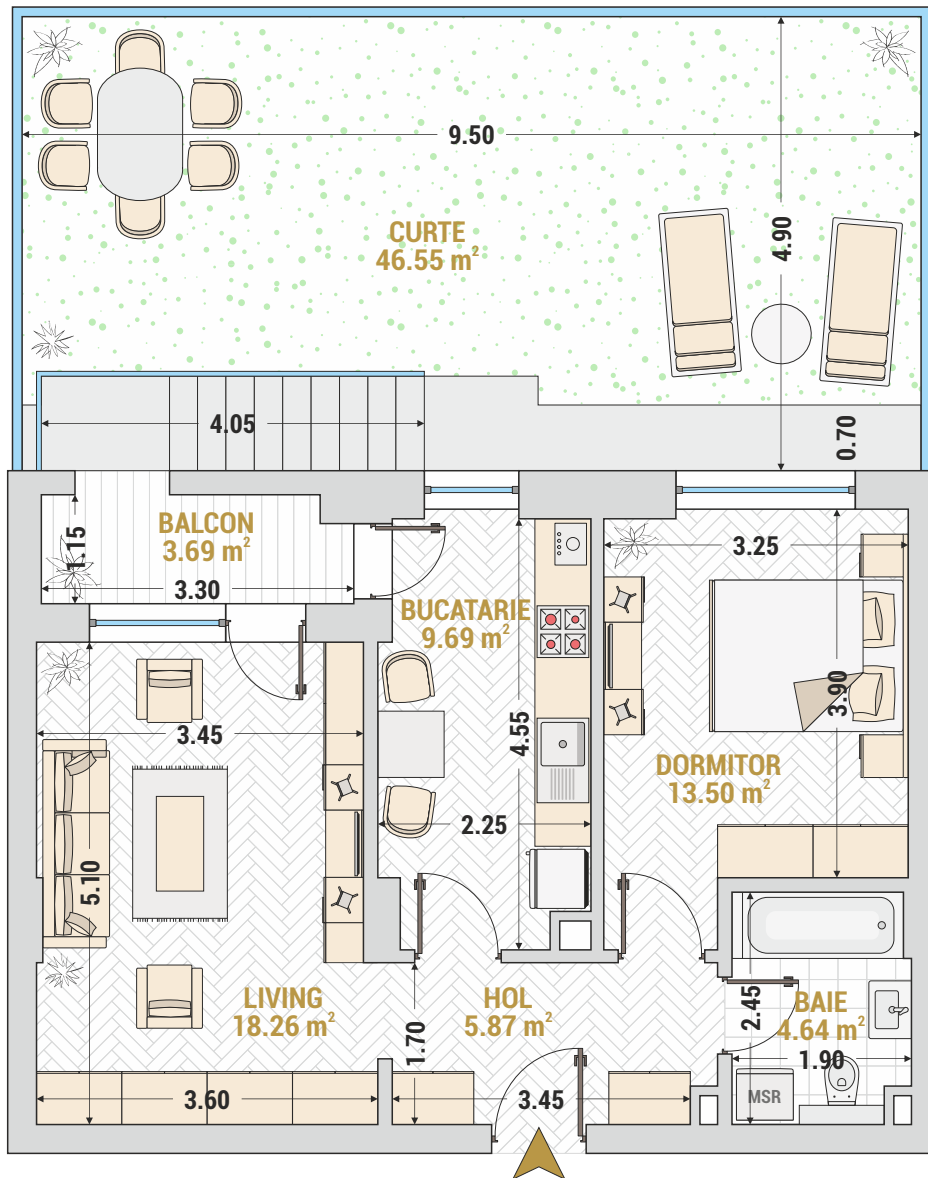 9.50
CURTE
46.55 m²
4.90
4.05
0.70
BALCON
3.69 m²
1.15
3.30
3.25
BUCATARIE
9.69 m²
3.90
4.55
3.45
DORMITOR
13.50 m²
2.25
5.10
LIVING
18.26 m²
HOL
5.87 m²
BAIE
4.64 m²
2.45
1.70
1.90
3.60
3.45
MSR